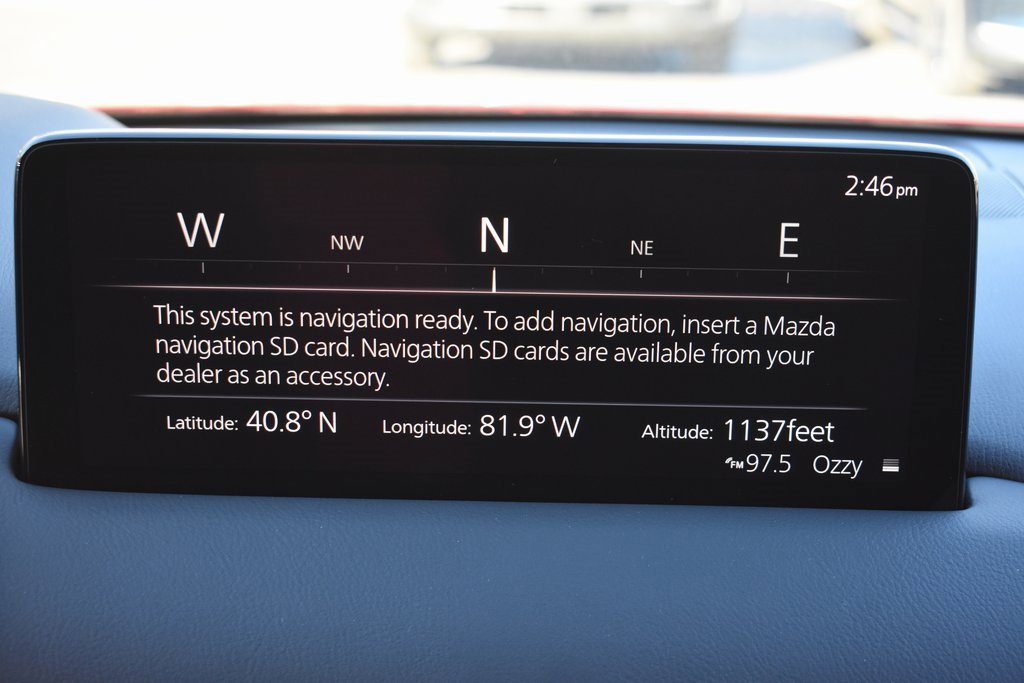 2:46pm
W NW N NE E
This system is navigation ready. To add navigation, insert a Mazda
navigation SD card. Navigation SD cards are available from your
dealer as an accessory.
Latitude: 40.8° N Longitude: 81.9° W Altitude: 1137feet
FM 97.5 Ozzy